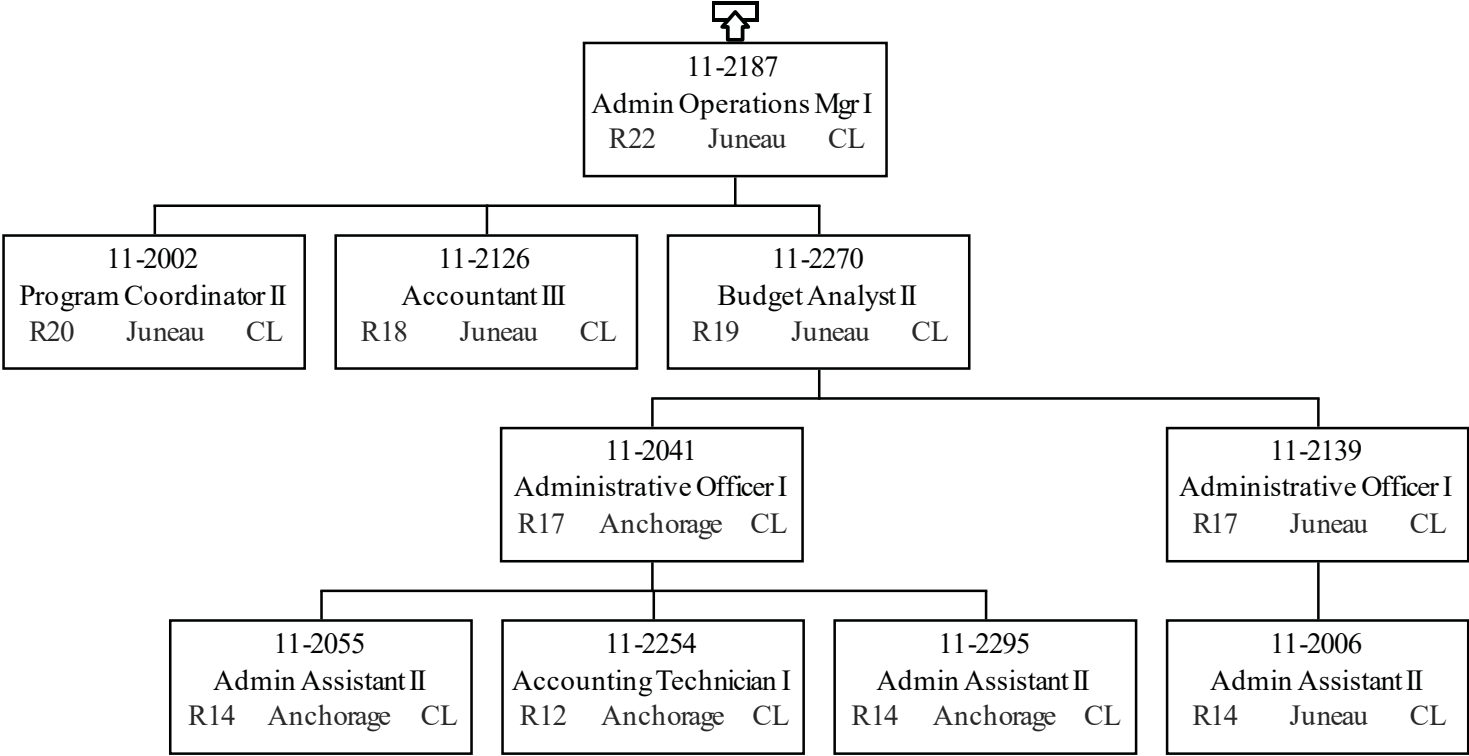 11-2187
Admin Operations Mgr I
R22 Juneau CL
11-2002
Program Coordinator II
R20 Juneau CL
11-2126
Accountant III
R18 Juneau CL
11-2270
Budget Analyst II
R19 Juneau CL
11-2041
Administrative Officer I
R17 Anchorage CL
11-2139
Administrative Officer I
R17 Juneau CL
11-2055
Admin Assistant II
R14 Anchorage CL
11-2254
Accounting Technician I
R12 Anchorage CL
11-2295
Admin Assistant II
R14 Anchorage CL
11-2006
Admin Assistant II
R14 Juneau CL